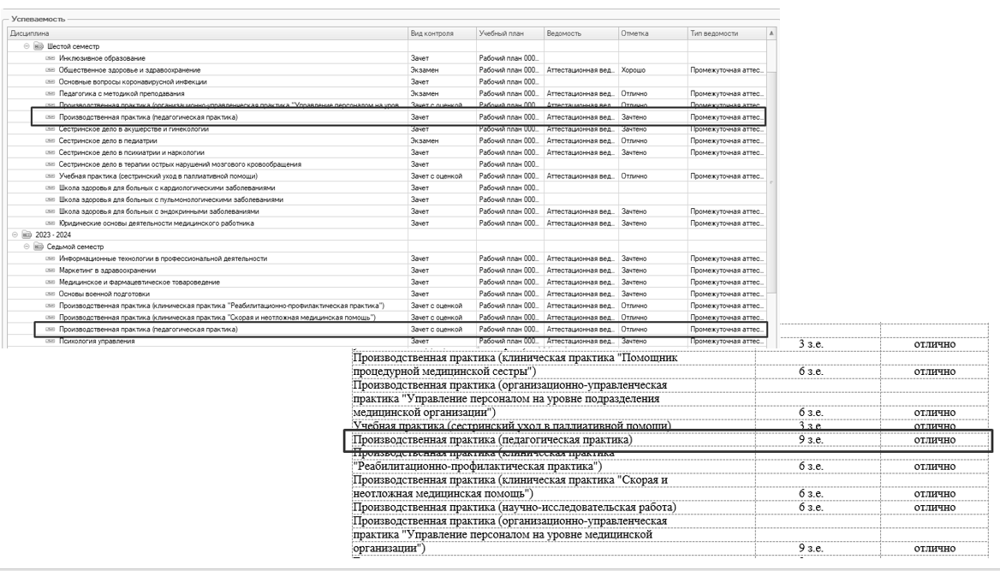 Успеваемость
Дисциплина Вид контроля Учебный план Ведомость Отметка Тип ведомости
Шестой семестр
Инклюзивное образование Зачет Рабочий план 000...
Общественное здоровье и здравоохранение Экзамен Рабочий план 000... Аттестационная вед... Хорошо Промежуточная аттес...
Основные вопросы коронавирусной инфекции Зачет Рабочий план 000...
Педагогика с методикой преподавания Экзамен Рабочий план 000... Аттестационная вед... Отлично Промежуточная аттес...
Производственная практика (организационно-управленческая практика "Управление персоналом на уров... Зачет с оценкой Рабочий план 000... Аттестационная вед... Отлично Промежуточная аттес...
Производственная практика (педагогическая практика) Зачет Рабочий план 000... Аттестационная вед... Зачтено Промежуточная аттес...
Сестринское дело в акушерстве и гинекологии Зачет Рабочий план 000... Аттестационная вед... Зачтено Промежуточная аттес...
Сестринское дело в педиатрии Экзамен Рабочий план 000... Аттестационная вед... Отлично Промежуточная аттес...
Сестринское дело в психиатрии и наркологии Зачет Рабочий план 000... Аттестационная вед... Зачтено Промежуточная аттес...
Сестринское дело в терапии острых нарушений мозгового кровообращения Зачет Рабочий план 000...
Учебная практика (сестринский уход в паллиативной помощи) Зачет с оценкой Рабочий план 000... Аттестационная вед... Отлично Промежуточная аттес...
Школа здоровья для больных с кардиологическими заболеваниями Зачет Рабочий план 000...
Школа здоровья для больных с пульмонологическими заболеваниями Зачет Рабочий план 000...
Школа здоровья для больных с эндокринными заболеваниями Зачет Рабочий план 000... Аттестационная вед... Зачтено Промежуточная аттес...
Юридические основы деятельности медицинского работника Зачет Рабочий план 000... Аттестационная вед... Зачтено Промежуточная аттес...
2023 - 2024
Седьмой семестр
Информационные технологии в профессиональной деятельности Зачет Рабочий план 000... Аттестационная вед... Зачтено Промежуточная аттес...
Маркетинг в здравоохранении Зачет Рабочий план 000... Аттестационная вед... Зачтено Промежуточная аттес...
Медицинское и фармацевтическое товароведение Зачет Рабочий план 000... Аттестационная вед... Зачтено Промежуточная аттес...
Основы военной подготовки Зачет Рабочий план 000... Аттестационная вед... Зачтено Промежуточная аттес...
Производственная практика (клиническая практика "Реабилитационно-профилактическая практика") Зачет с оценкой Рабочий план 000... Аттестационная вед... Отлично Промежуточная аттес...
Производственная практика (клиническая практика "Скорая и неотложная медицинская помощь") Зачет с оценкой Рабочий план 000... Аттестационная вед... Отлично Промежуточная аттес...
Производственная практика (педагогическая практика) Зачет с оценкой Рабочий план 000... Аттестационная вед... Отлично Промежуточная аттес...
Психология управления Зачет Рабочий план 000... Аттестационная вед... Зачтено Промежуточная аттес...
3 з.е. отлично
Производственная практика (клиническая практика "Помощник
процедурной медицинской сестры") 6 з.е. отлично
Производственная практика (организационно-управленческая
практика "Управление персоналом на уровне подразделения
медицинской организации") 6 з.е. отлично
Учебная практика (сестринский уход в паллиативной помощи) 3 з.е. отлично
Производственная практика (педагогическая практика) 9 з.е. отлично
Производственная практика (клиническая практика
"Реабилитационно-профилактическая практика") 6 з.е. отлично
Производственная практика (клиническая практика "Скорая и
неотложная медицинская помощь") 6 з.е. отлично
Производственная практика (научно-исследовательская работа) 6 з.е. отлично
Производственная практика (организационно-управленческая
практика "Управление персоналом на уровне медицинской
организации") 9 з.е. отлично